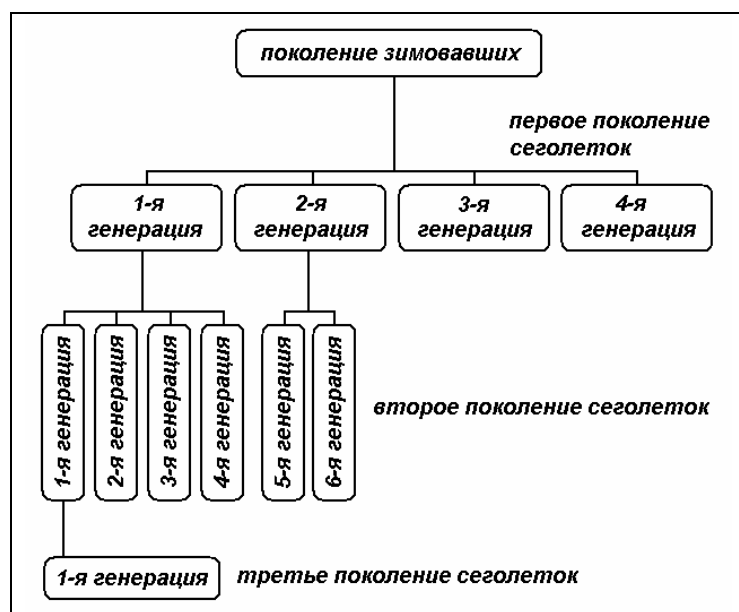 поколение зимовавших
первое поколение
сеголеток
1-я
генерация
2-я
генерация
3-я
генерация
4-я
генерация
1-я генерация
2-я генерация
3-я генерация
4-я генерация
5-я генерация
6-я генерация
второе поколение сеголеток
1-я генерация
третье поколение сеголеток